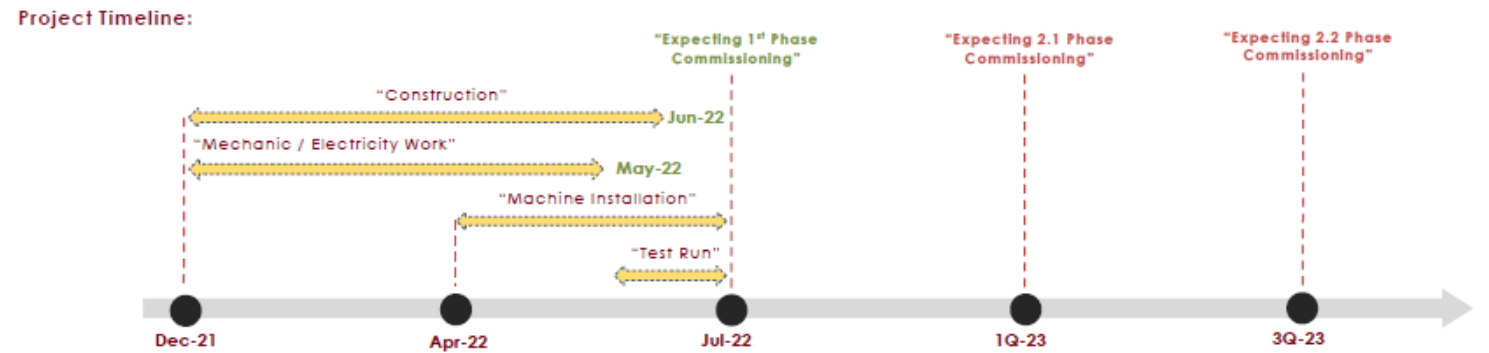 Project Timeline:
“Expecting 1st Phase
Commissioning”
“Expecting 2.1 Phase
Commissioning”
“Expecting 2.2 Phase
Commissioning”
“Construction”
Jun-22
“Mechanic / Electricity Work”
May-22
“Machine Installation”
“Test Run”
Dec-21
Apr-22
Jul-22
1Q-23
3Q-23